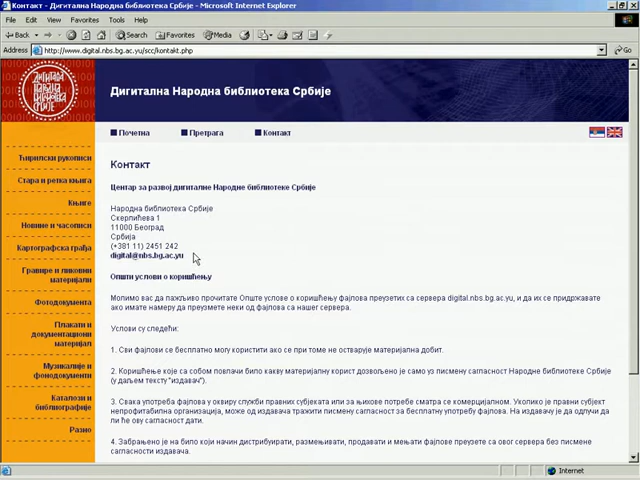 Контакт - Дигитална Народна библиотека Србије - Microsoft Internet Explorer
File Edit View Favorites Tools Help
Back Search Favorites Media
Address http://www.digital.nbs.bg.ac.yu/scc/kontakt.php Go
Дигитална Народна библиотека Србије
Почетна Претрага Контакт
Ћирилски рукописи
Стара и ретка књига
Књиге
Новине и часописи
Картографска грађа
Гравире и ликовни
материјали
Фотодокумента
Плакати и
документациони
материјал
Музикалије и
фонодокументи
Каталози и
библиографије
Разно
Контакт
Центар за развој дигиталне Народне библиотеке Србије
Народна библиотека Србије
Скерлићева 1
11000 Београд
Србија
(+381 11) 2451 242
digital@nbs.bg.ac.yu
Општи услови о коришћењу
Молимо вас да пажљиво прочитате Опште услове о коришћењу фајлова преузетих са сервера digital.nbs.bg.ac.yu, и да их се придржавате
ако имате намеру да преузмете неки од фајлова са нашег сервера.
Услови су следећи:
1. Сви фајлови се бесплатно могу користити ако се при томе не остварује материјална добит.
2. Коришћење које са собом повлачи било какву материјалну корист дозвољено је само уз писмену сагласност Народне библиотеке Србије
(у даљем тексту "издавач").
3. Свака употреба фајлова у оквиру служби правних субјеката или за њихове потребе сматра се комерцијалном. Уколико је правни субјект
непрофитабилна организација, може од издавача тражити писмену сагласност за бесплатну употребу фајлова. На издавачу је да одлучи да
ли ће ову сагласност дати.
4. Забрањено је на било који начин дистрибуирати, размењивати, продавати и мењати фајлове преузете са овог сервера без писмене
сагласности издавача.
Internet